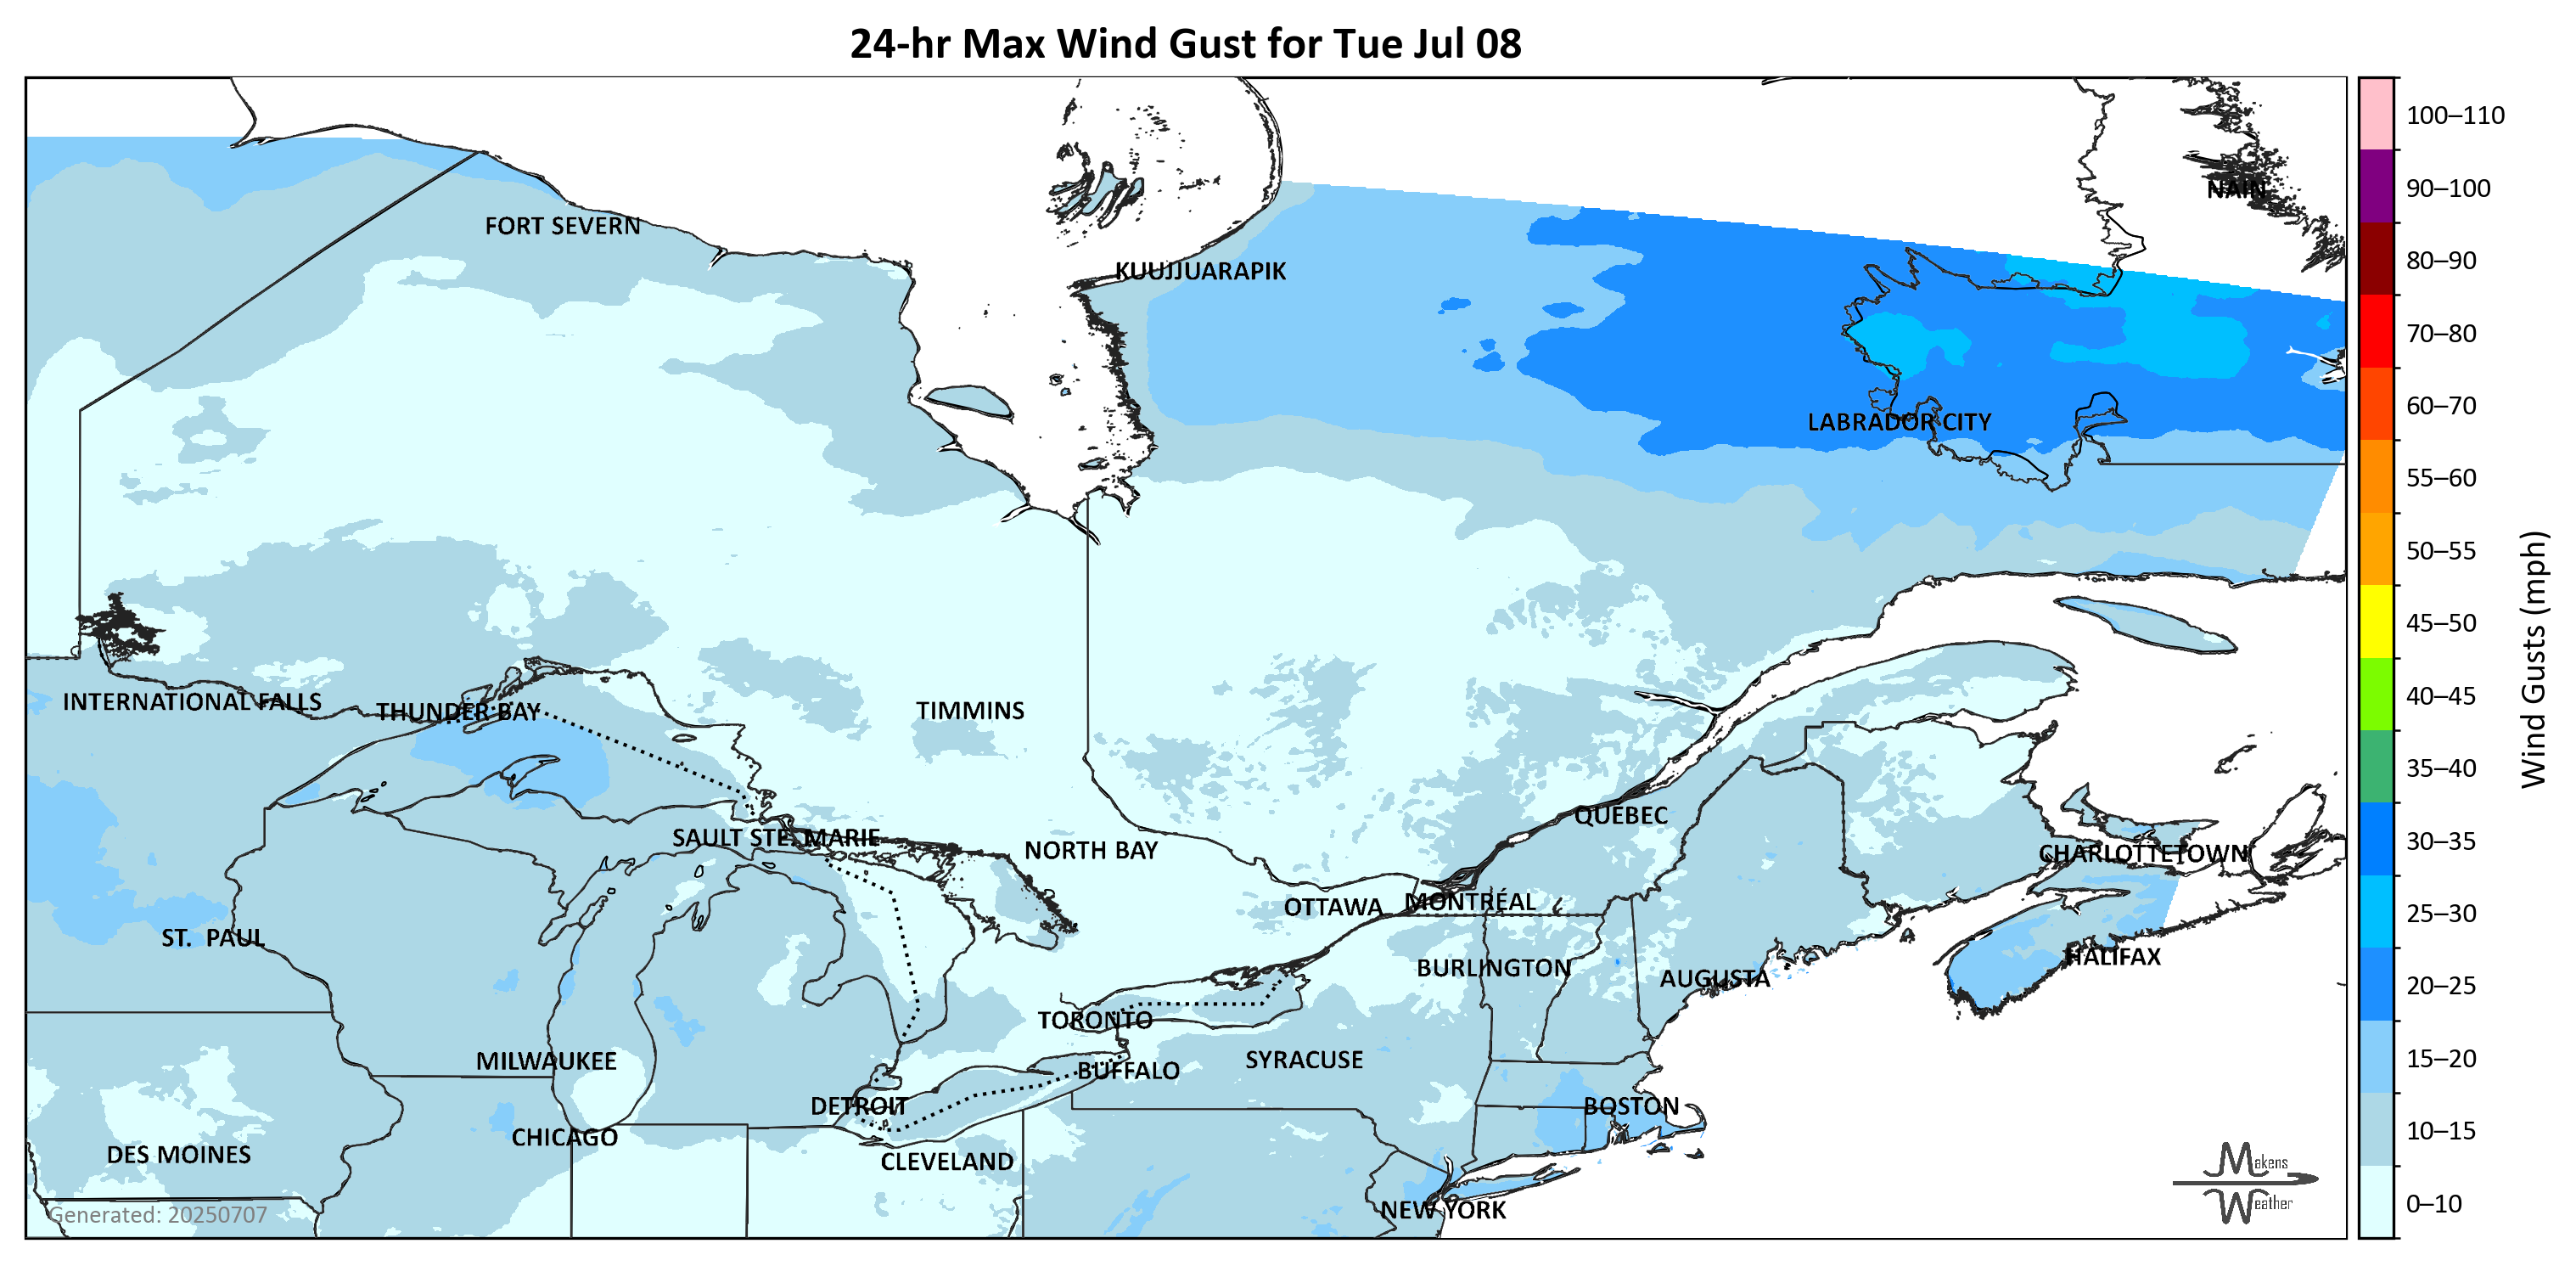 24-hr Max Wind Gust for Tue Jul 08
NAIN
FORT SEVERN
KUUJJUARAPIK
LABRADOR CITY
INTERNATIONAL FALLS
THUNDER BAY
TIMMINS
QUEBEC
SAULT STE. MARIE
NORTH BAY
CHARLOTTETOWN
OTTAWA
MONTRÉAL
ST. PAUL
HALIFAX
BURLINGTON
AUGUSTA
TORONTO
MILWAUKEE
SYRACUSE
BUFFALO
DETROIT
BOSTON
CHICAGO
DES MOINES
CLEVELAND
NEW YORK
Generated: 20250707
Makens
Weather
100–110
90–100
80–90
70–80
60–70
55–60
50–55
45–50
40–45
35–40
30–35
25–30
20–25
15–20
10–15
0–10
Wind Gusts (mph)